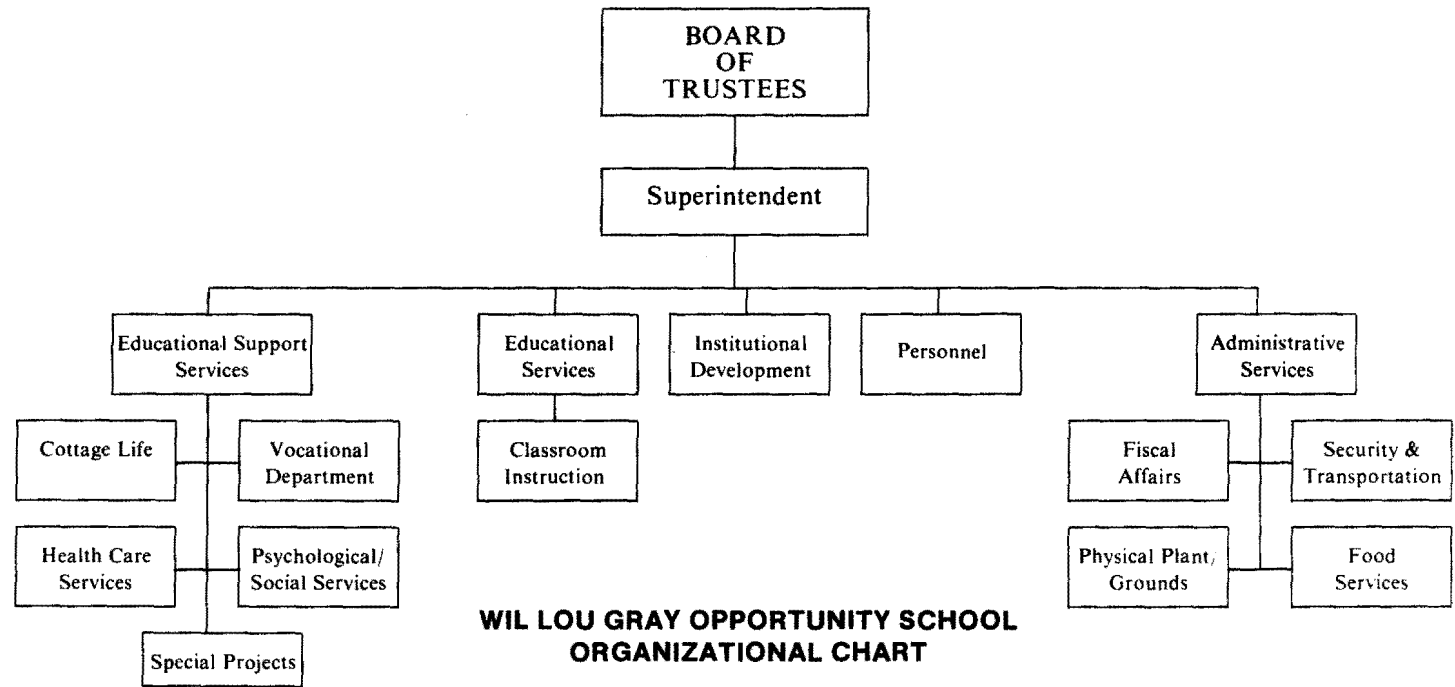 BOARD
OF
TRUSTEES
Superintendent
Educational Support
Services
Educational
Services
Institutional
Development
Personnel
Administrative
Services
Cottage Life
Vocational
Department
Classroom
Instruction
Fiscal
Affairs
Security &
Transportation
Health Care
Services
Psychological/
Social Services
Physical Plant/
Grounds
Food
Services
Special Projects
WIL LOU GRAY OPPORTUNITY SCHOOL
ORGANIZATIONAL CHART